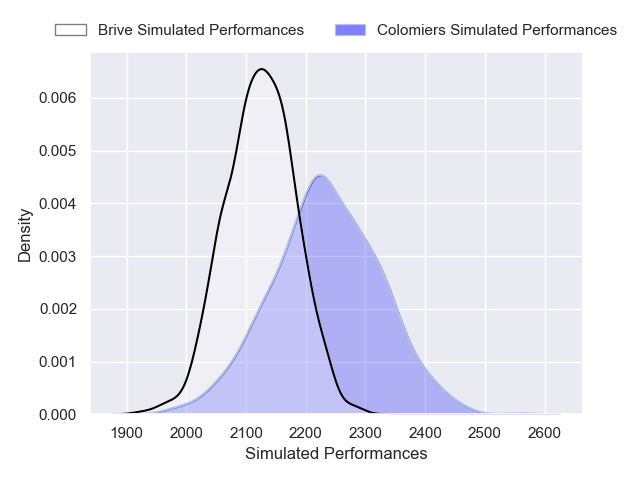 Brive Simulated Performances Colomiers Simulated Performances
0.006
0.005
0.004
0.003
0.002
0.001
0.000
Density
1900 2000 2100 2200 2300 2400 2500 2600
Simulated Performances